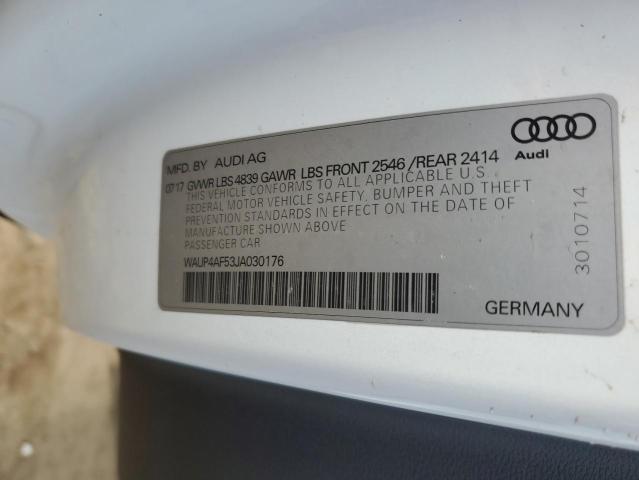 MFD. BY AUDI AG
07 17 GVWR LBS 4839 GAWR LBS FRONT 2546 / REAR 2414
THIS VEHICLE CONFORMS TO ALL APPLICABLE U.S.
FEDERAL MOTOR VEHICLE SAFETY, BUMPER AND THEFT
PREVENTION STANDARDS IN EFFECT ON THE DATE OF
MANUFACTURE SHOWN ABOVE
PASSENGER CAR
WAUP4AF53JA030176
Audi
3010714
GERMANY